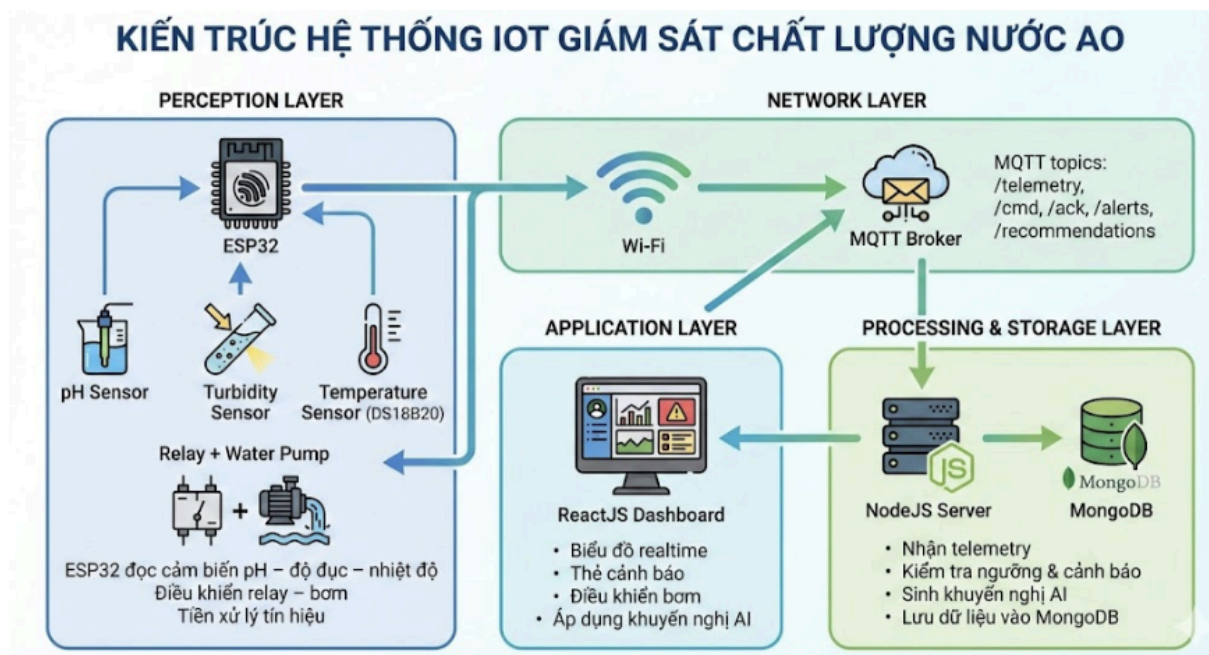 KIẾN TRÚC HỆ THỐNG IOT GIÁM SÁT CHẤT LƯỢNG NƯỚC AO
PERCEPTION LAYER
ESP32
pH Sensor
Turbidity
Sensor
Temperature
Sensor (DS18B20)
Relay + Water Pump
+
ESP32 đọc cảm biến pH – độ đục – nhiệt độ
Điều khiển relay – bơm
Tiền xử lý tín hiệu
NETWORK LAYER
Wi-Fi
MQTT Broker
MQTT topics:
/telemetry,
/cmd, /ack, /alerts,
/recommendations
APPLICATION LAYER
ReactJS Dashboard
• Biểu đồ realtime
• Thẻ cảnh báo
• Điều khiển bơm
• Áp dụng khuyến nghị AI
PROCESSING & STORAGE LAYER
JS
NodeJS Server
MongoDB
MongoDB
• Nhận telemetry
• Kiểm tra ngưỡng & cảnh báo
• Sinh khuyến nghị AI
• Lưu dữ liệu vào MongoDB